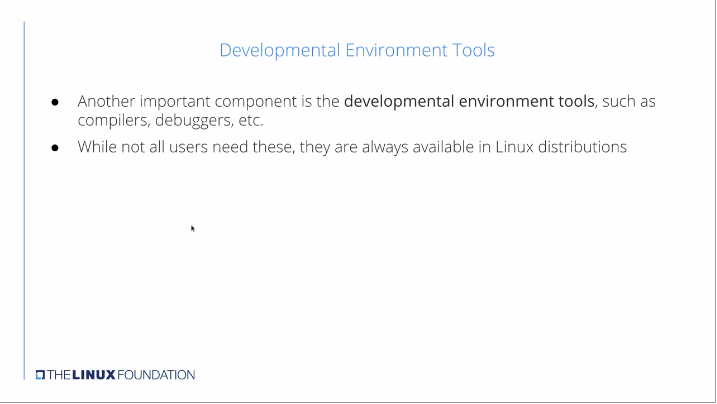 Developmental Environment Tools
● Another important component is the developmental environment tools, such as
compilers, debuggers, etc.
● While not all users need these, they are always available in Linux distributions
THE LINUX FOUNDATION